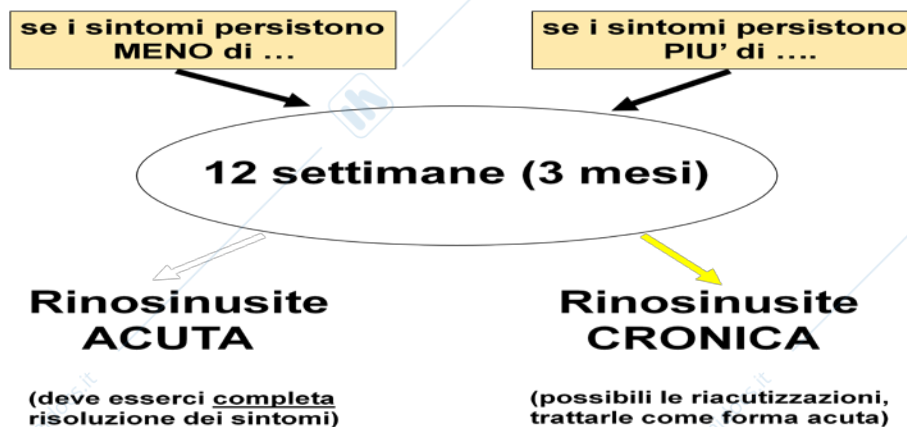 se i sintomi persistono
MENO di …
se i sintomi persistono
PIU’ di ….
12 settimane (3 mesi)
Rinosinusite
ACUTA
Rinosinusite
CRONICA
(deve esserci completa
risoluzione dei sintomi)
(possibili le riacutizzazioni,
trattarle come forma acuta)